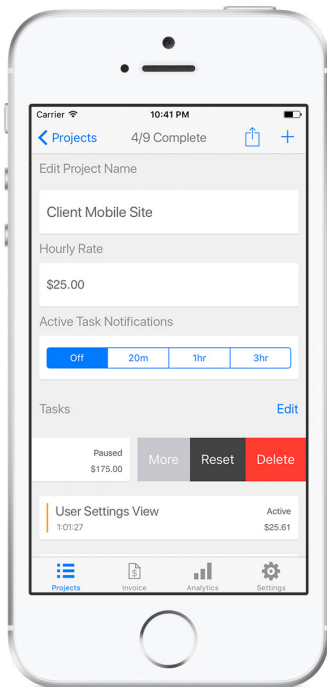 Carrier 10:41 PM
Projects 4/9 Complete +
Edit Project Name
Client Mobile Site
Hourly Rate
$25.00
Active Task Notifications
Off 20m 1hr 3hr
Tasks Edit
Paused
$175.00
More Reset Delete
User Settings View Active
1:01:27 $25.61
Projects Invoice Analytics Settings